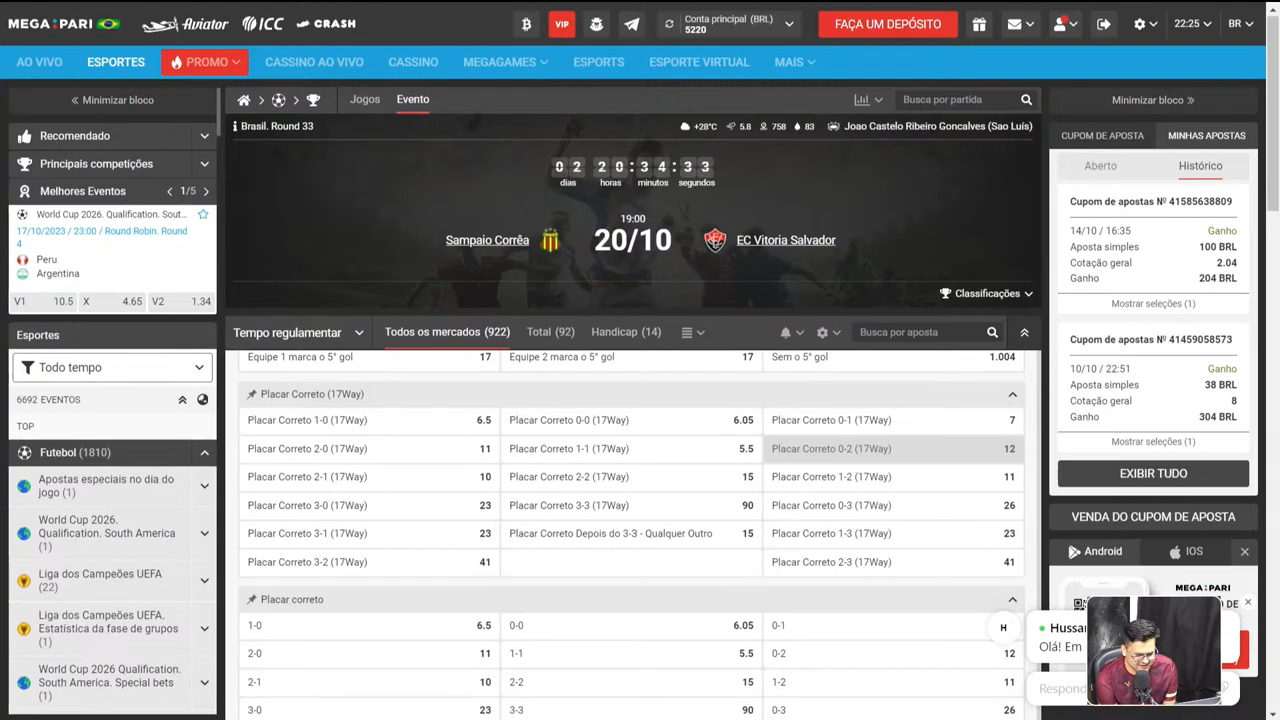 MEGA PARI
Aviator
ICC
CRASH
VIP
Conta principal (BRL)
5220
FAÇA UM DEPÓSITO
22:25
BR
AO VIVO
ESPORTES
PROMO
CASSINO AO VIVO
CASSINO
MEGAGAMES
ESPORTS
ESPORTE VIRTUAL
MAIS
Minimizar bloco
Recomendado
Principais competições
Melhores Eventos
1/5
World Cup 2026. Qualification. Sout...
17/10/2023 / 23:00 / Round Robin. Round
4
Peru
Argentina
V1 10.5 X 4.65 V2 1.34
Esportes
Todo tempo
6692 EVENTOS
TOP
Futebol (1810)
Apostas especiais no dia do
jogo (1)
World Cup 2026.
Qualification. South America
(1)
Liga dos Campeões UEFA
(22)
Liga dos Campeões UEFA.
Estatística da fase de grupos
(1)
World Cup 2026 Qualification.
South America. Special bets
(1)
Jogos
Evento
Busca por partida
Brasil. Round 33
+28°C 5.8 758 83 Joao Castelo Ribeiro Goncalves (Sao Luis)
02 20:34:33
dias horas minutos segundos
19:00
Sampaio Corrêa 20/10 EC Vitoria Salvador
Classificações
Tempo regulamentar
Todos os mercados (922)
Total (92)
Handicap (14)
Busca por aposta
Equipe 1 marca o 5° gol 17 Equipe 2 marca o 5° gol 17 Sem o 5° gol 1.004
Placar Correto (17Way)
Placar Correto 1-0 (17Way) 6.5 Placar Correto 0-0 (17Way) 6.05 Placar Correto 0-1 (17Way) 7
Placar Correto 2-0 (17Way) 11 Placar Correto 1-1 (17Way) 5.5 Placar Correto 0-2 (17Way) 12
Placar Correto 2-1 (17Way) 10 Placar Correto 2-2 (17Way) 15 Placar Correto 1-2 (17Way) 11
Placar Correto 3-0 (17Way) 23 Placar Correto 3-3 (17Way) 90 Placar Correto 0-3 (17Way) 26
Placar Correto 3-1 (17Way) 23 Placar Correto Depois do 3-3 - Qualquer Outro 15 Placar Correto 1-3 (17Way) 23
Placar Correto 3-2 (17Way) 41 Placar Correto 2-3 (17Way) 41
Placar correto
1-0 6.5 0-0 6.05 0-1
2-0 11 1-1 5.5 0-2 12
2-1 10 2-2 15 1-2 11
3-0 23 3-3 90 0-3 26
Minimizar bloco
CUPOM DE APOSTA
MINHAS APOSTAS
Aberto
Histórico
Cupom de apostas Nº 41585638809
14/10 / 16:35 Ganho
Aposta simples 100 BRL
Cotação geral 2.04
Ganho 204 BRL
Mostrar seleções (1)
Cupom de apostas Nº 41459058573
10/10 / 22:51 Ganho
Aposta simples 38 BRL
Cotação geral 8
Ganho 304 BRL
Mostrar seleções (1)
EXIBIR TUDO
VENDA DO CUPOM DE APOSTA
Android
IOS
MEGA PARI
DE
H
Hussar
Olá! Em
Respond